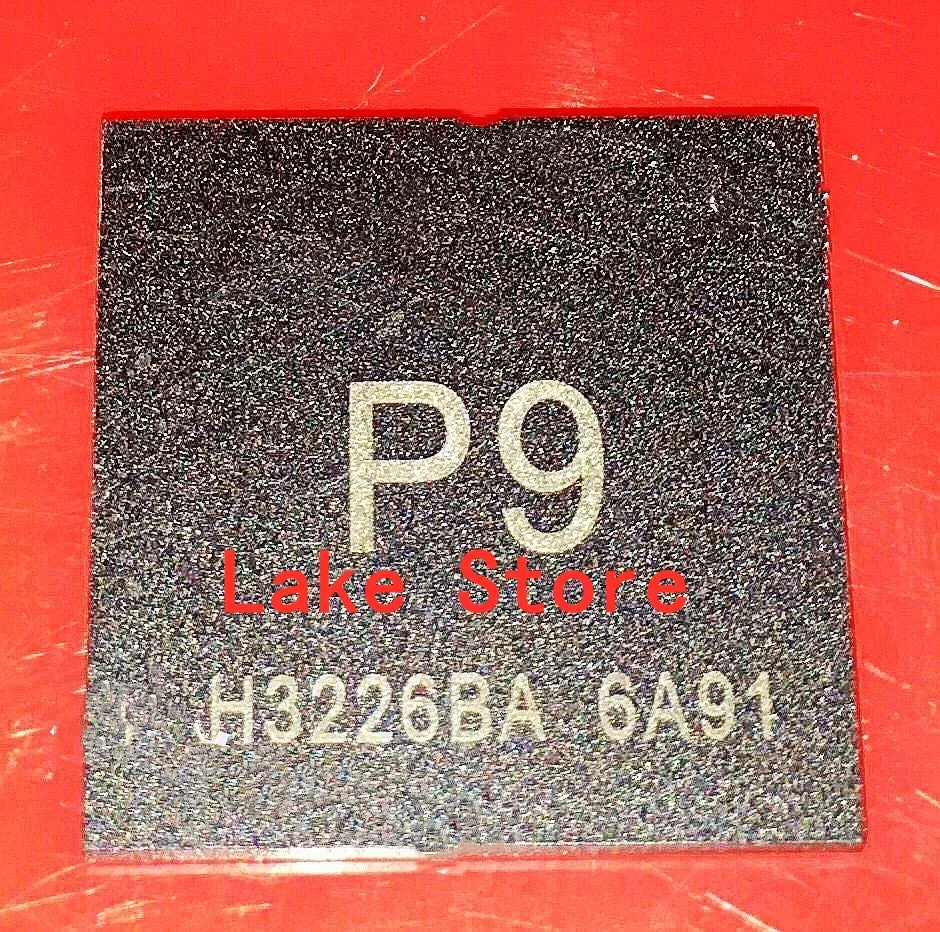 P9
Lake Store
H3226BA 6A91